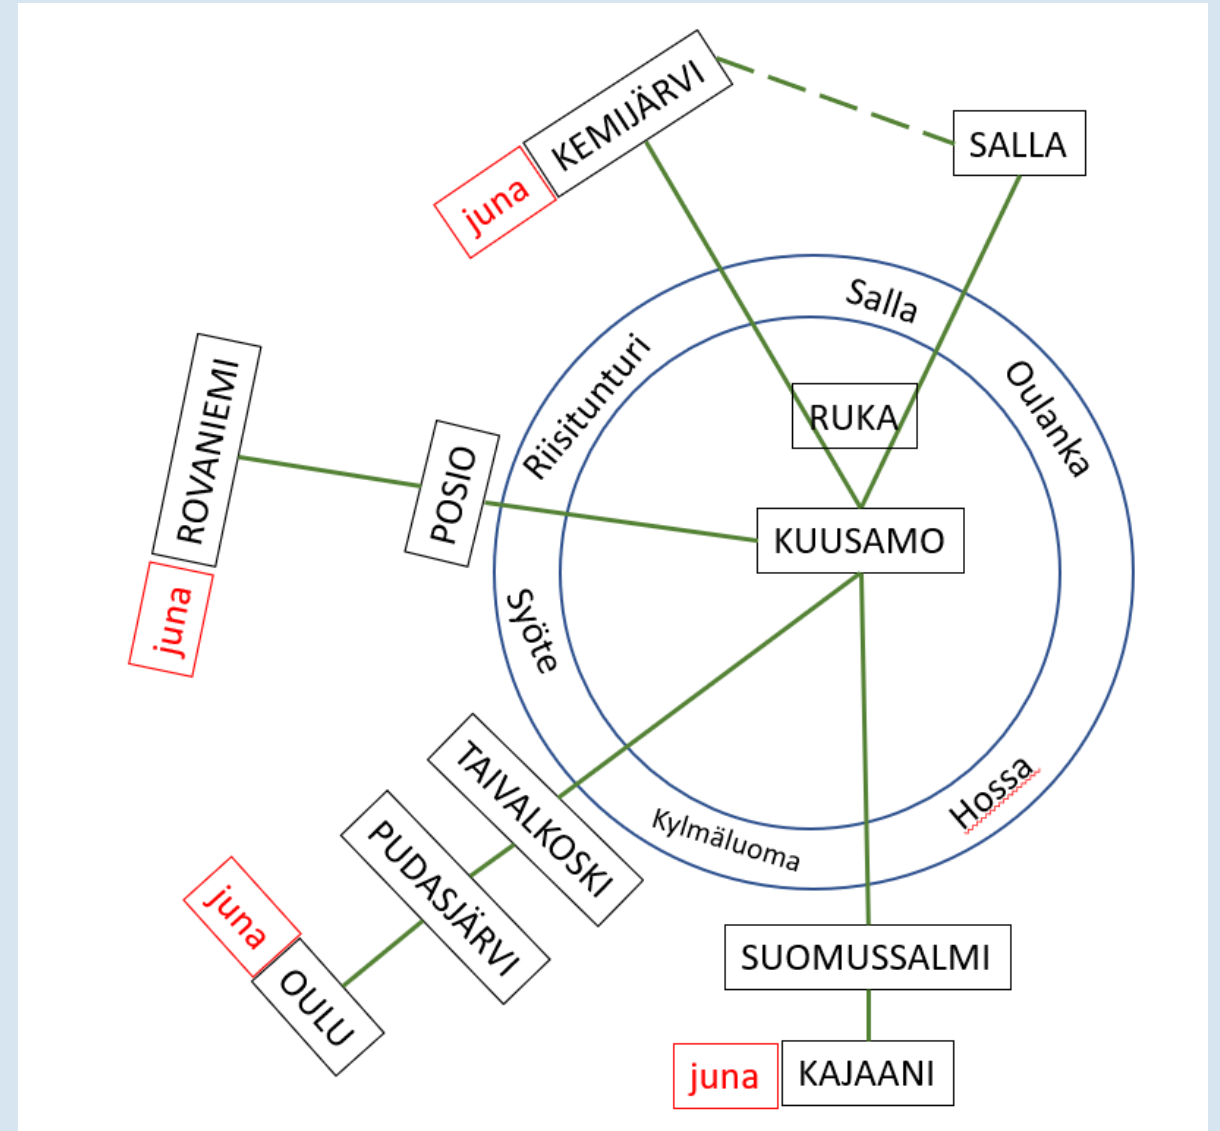 KEMIJÄRVI
juna
SALLA
Salla
Oulanka
Riisitunturi
RUKA
ROVANIEMI
juna
POSIO
KUUSAMO
Syöte
TAIVALKOSKI
PUDASJÄRVI
juna
OULU
Kylmäluoma
Hossa
SUOMUSSALMI
juna
KAJAANI